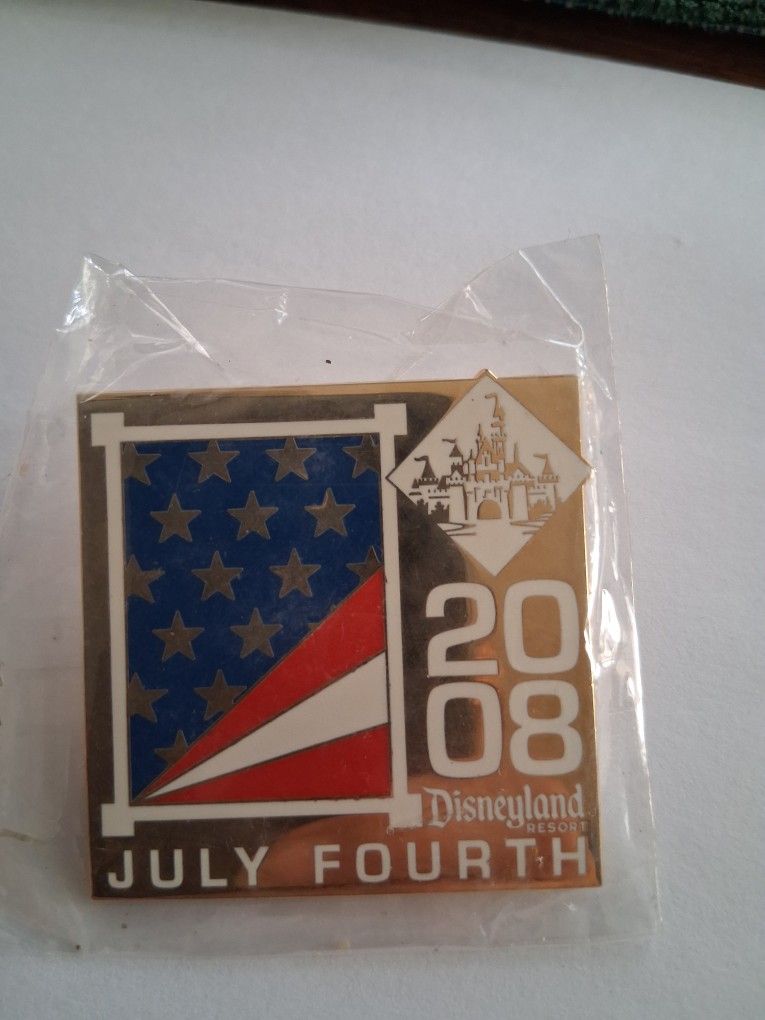 20
08
Disneyland
RESORT
JULY FOURTH